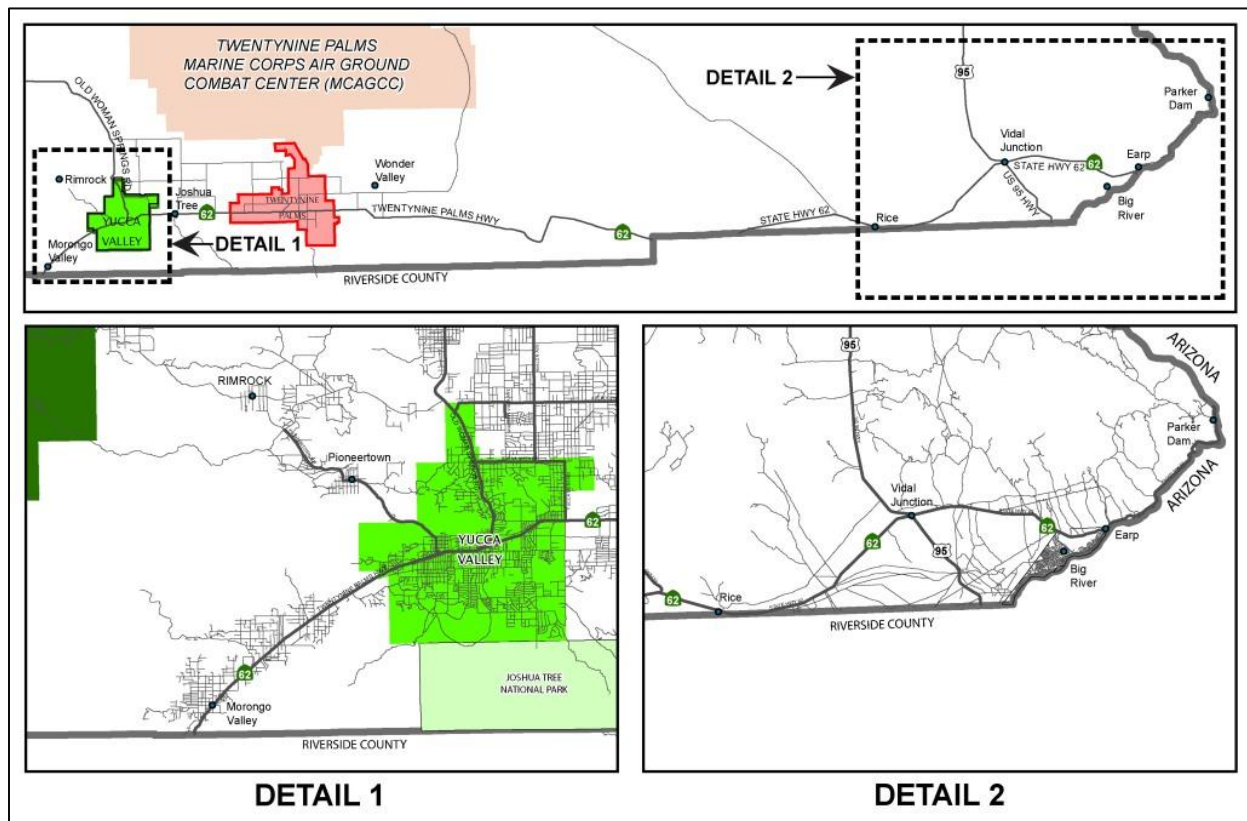 TWENTYNINE PALMS
MARINE CORPS AIR GROUND
COMBAT CENTER (MCAGCC)
DETAIL 2
95
Parker
Dam
OLD WOMAN SPRINGS RD
Vidal
Junction
Wonder
Valley
62
Earp
STATE HWY 62
Rimrock
Joshua
Tree
US 95 HWY
TWENTYNINE
PALMS
62
TWENTYNINE PALMS HWY
STATE HWY 62
Big
River
YUCCA
VALLEY
Rice
62
DETAIL 1
Morongo
Valley
RIVERSIDE COUNTY
RIMROCK
Pioneertown
62
YUCCA
VALLEY
62
JOSHUA TREE
NATIONAL PARK
Morongo
Valley
RIVERSIDE COUNTY
95
ARIZONA
Parker
Dam
ARIZONA
Vidal
Junction
62
62
Earp
95
Big
River
62
Rice
RIVERSIDE COUNTY
DETAIL 1
DETAIL 2